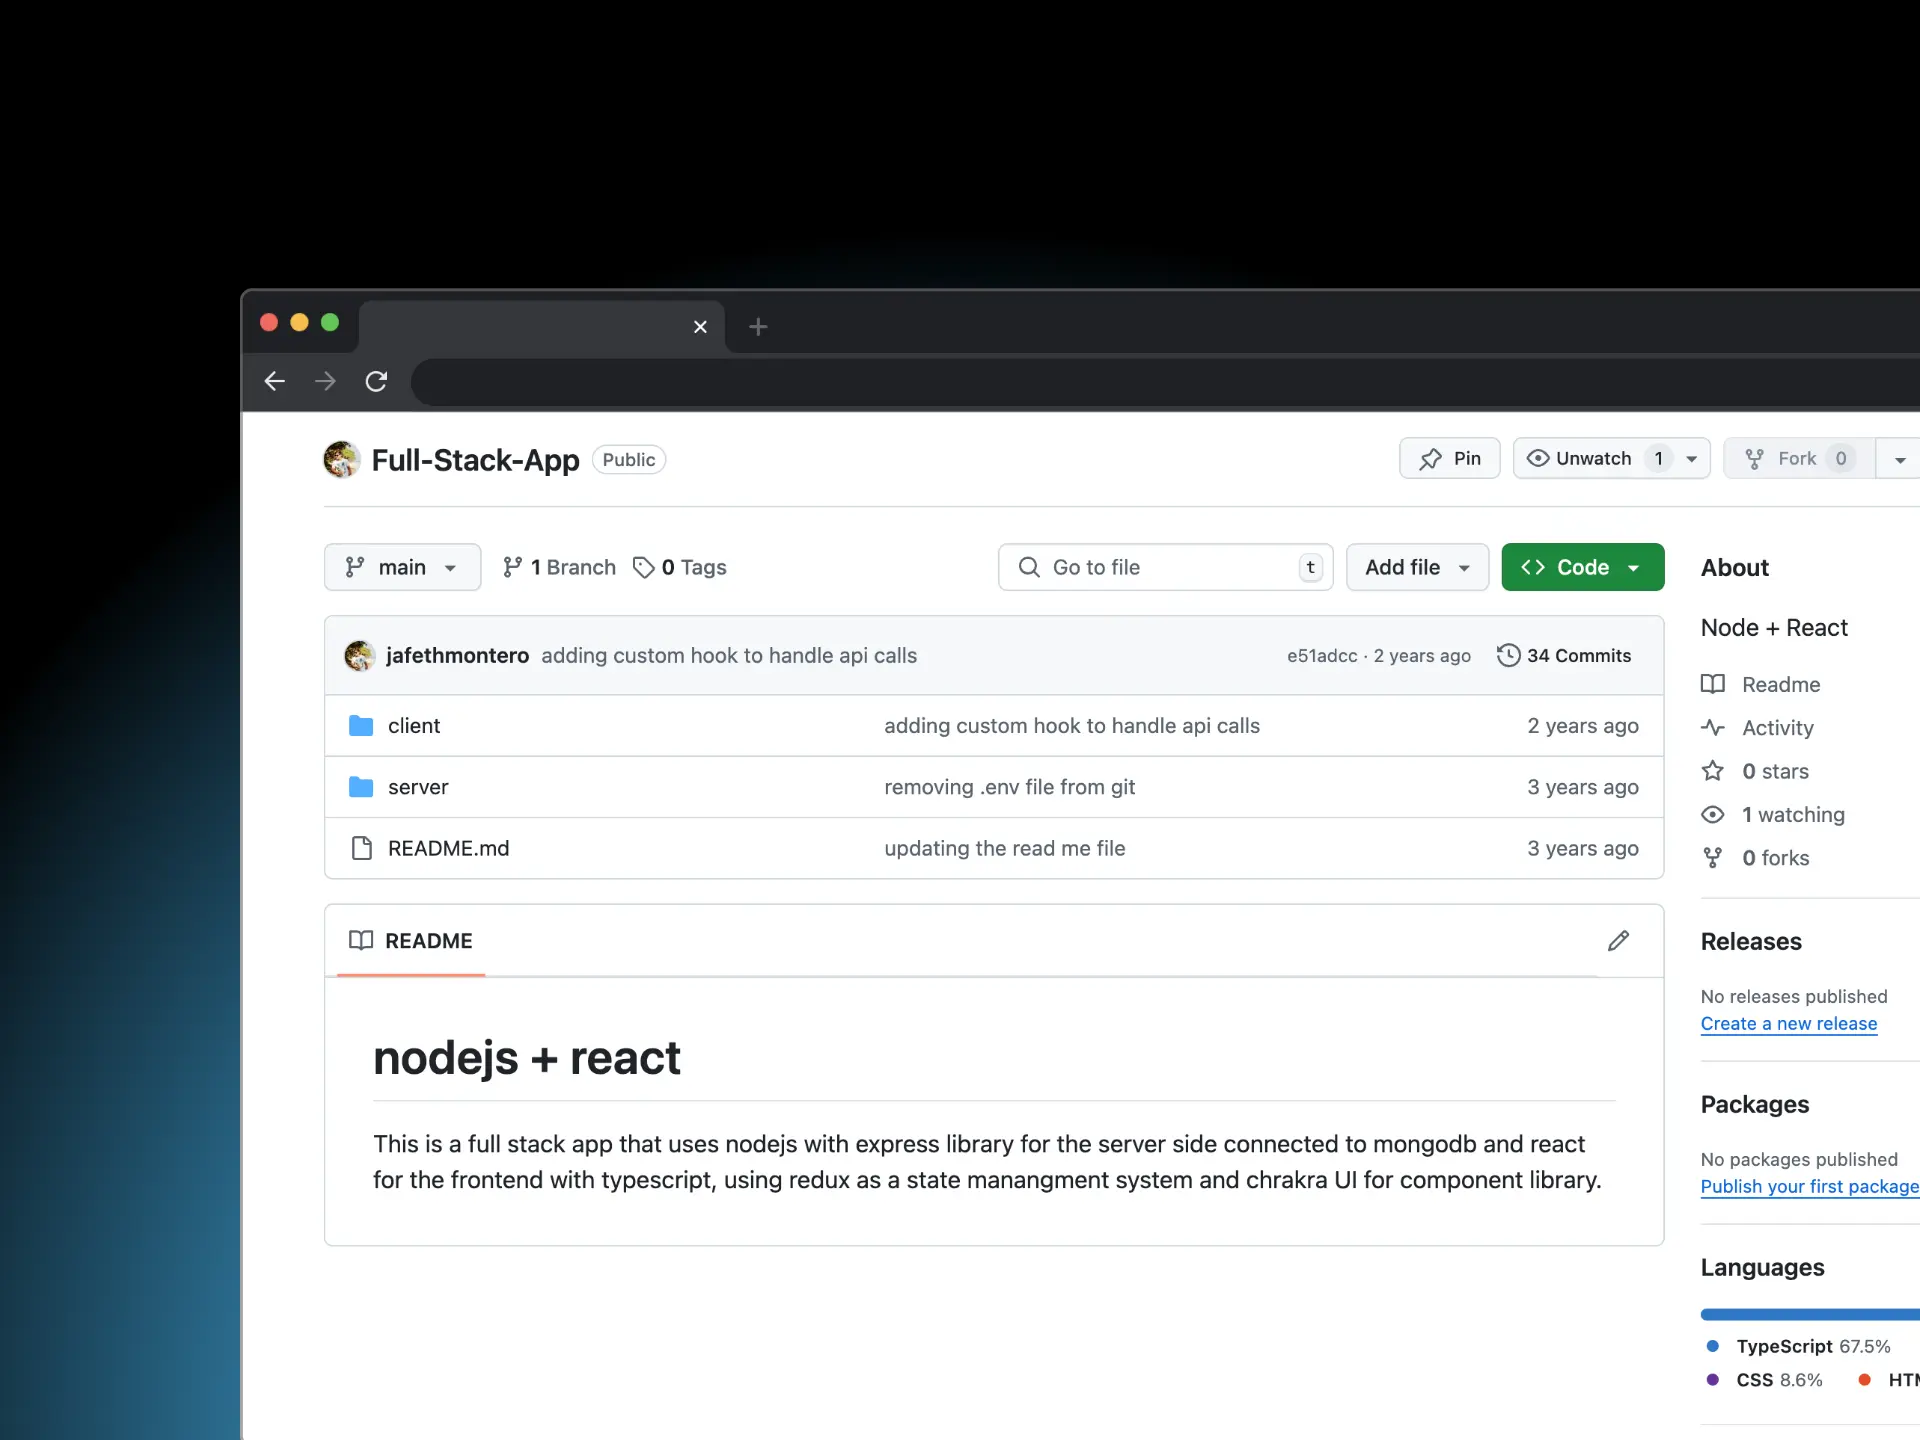 Full-Stack-App Public
Pin
Unwatch 1
Fork 0
main
1 Branch
0 Tags
Go to file t
Add file
Code
jafethmontero adding custom hook to handle api calls e51adcc · 2 years ago 34 Commits
client adding custom hook to handle api calls 2 years ago
server removing .env file from git 3 years ago
README.md updating the read me file 3 years ago
README
nodejs + react
This is a full stack app that uses nodejs with express library for the server side connected to mongodb and react
for the frontend with typescript, using redux as a state manangment system and chrakra UI for component library.
About
Node + React
Readme
Activity
0 stars
1 watching
0 forks
Releases
No releases published
Create a new release
Packages
No packages published
Publish your first package
Languages
TypeScript 67.5%
CSS 8.6%